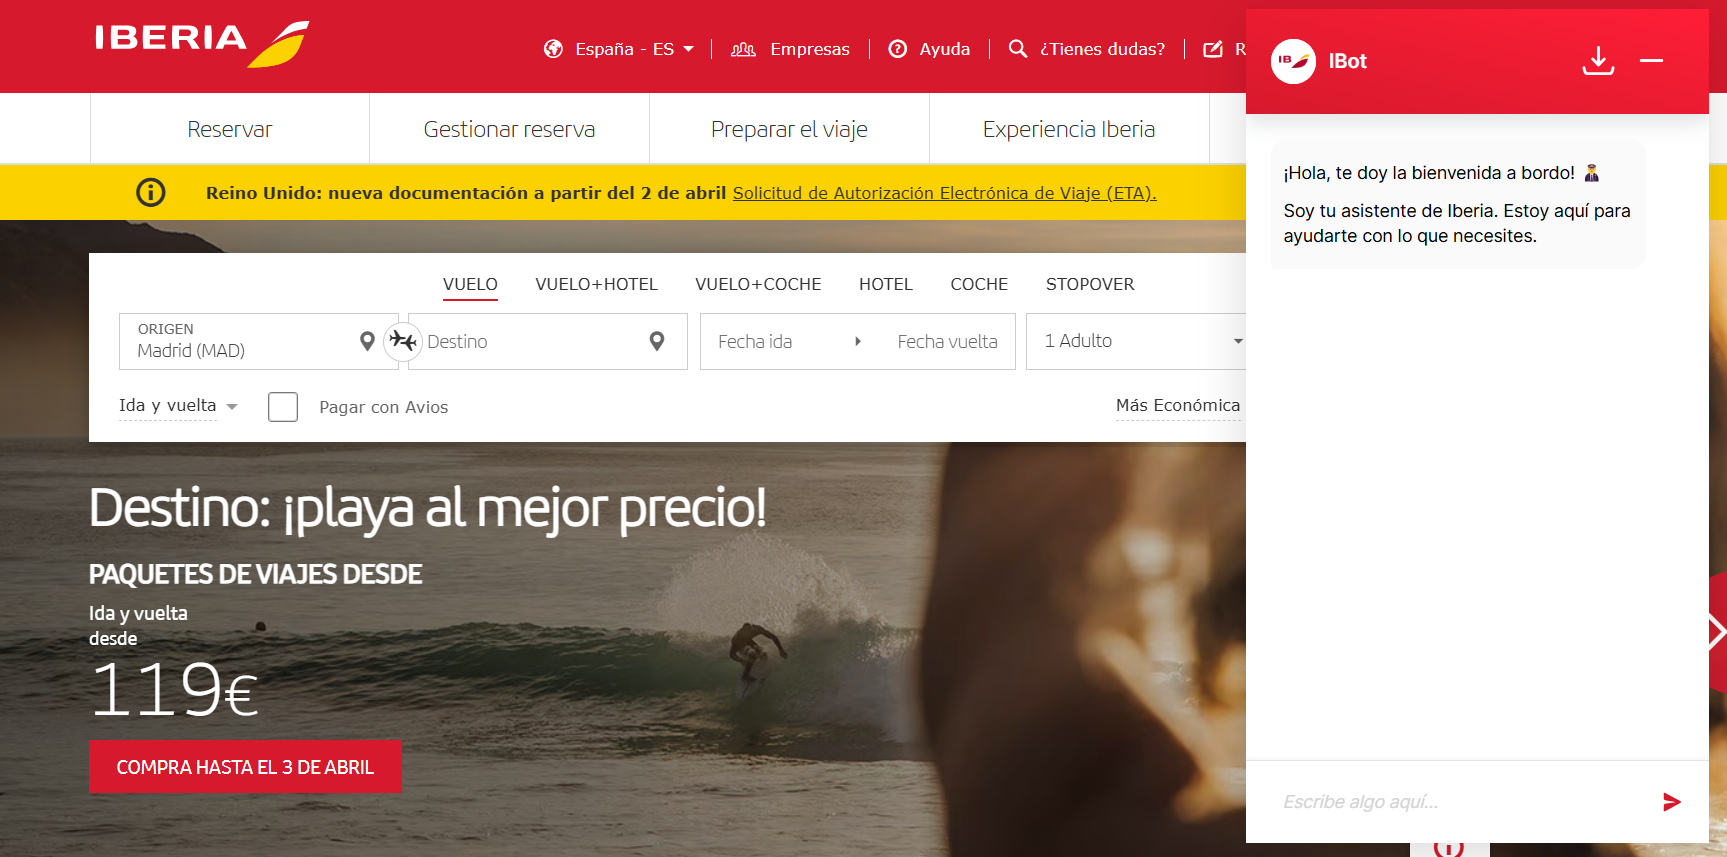 IBERIA
España - ES
Empresas
Ayuda
¿Tienes dudas?
R
Reservar
Gestionar reserva
Preparar el viaje
Experiencia Iberia
Reino Unido: nueva documentación a partir del 2 de abril Solicitud de Autorización Electrónica de Viaje (ETA).
VUELO
VUELO+HOTEL
VUELO+COCHE
HOTEL
COCHE
STOPOVER
ORIGEN
Madrid (MAD)
Destino
Fecha ida
Fecha vuelta
1 Adulto
Ida y vuelta
Pagar con Avios
Más Económica
Destino: ¡playa al mejor precio!
PAQUETES DE VIAJES DESDE
Ida y vuelta
desde
119€
COMPRA HASTA EL 3 DE ABRIL
IB
IBot
¡Hola, te doy la bienvenida a bordo! 🧑‍✈️
Soy tu asistente de Iberia. Estoy aquí para
ayudarte con lo que necesites.
Escribe algo aquí...